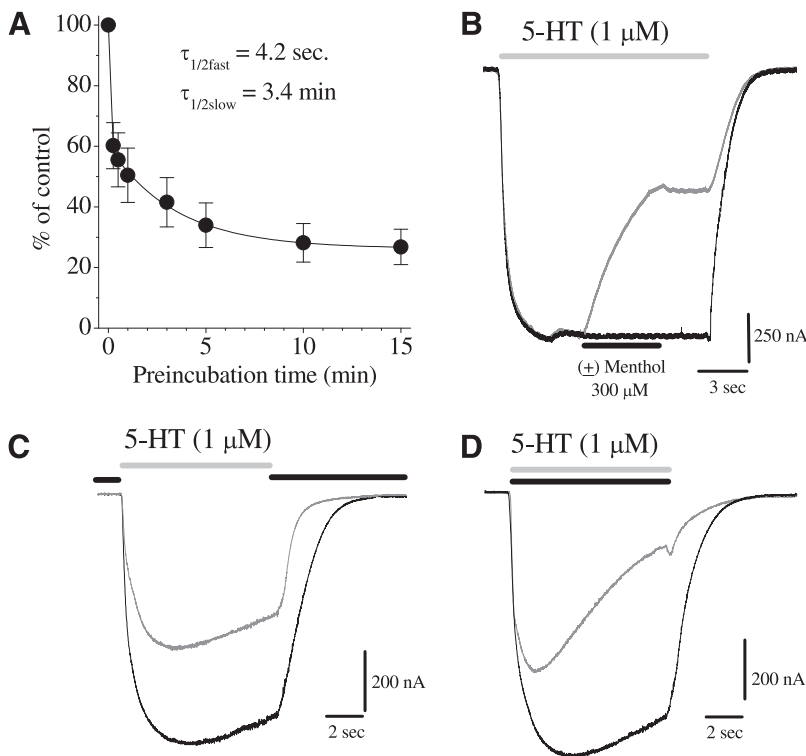 A
100
80
60
40
20
0
% of control
τ1/2fast = 4.2 sec.
τ1/2slow = 3.4 min
0 5 10 15
Preincubation time (min)
B
5-HT (1 μM)
(±) Menthol
300 μM
250 nA
3 sec
C
5-HT (1 μM)
200 nA
2 sec
D
5-HT (1 μM)
200 nA
2 sec